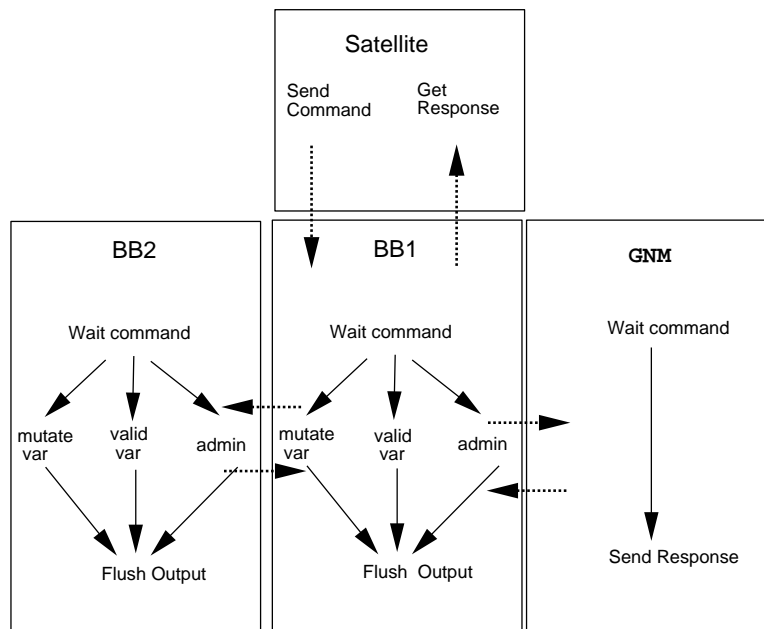 Satellite
Send
Command
Get
Response
BB2
Wait command
mutate
var
valid
var
admin
Flush Output
BB1
Wait command
mutate
var
valid
var
admin
Flush Output
GNM
Wait command
Send Response